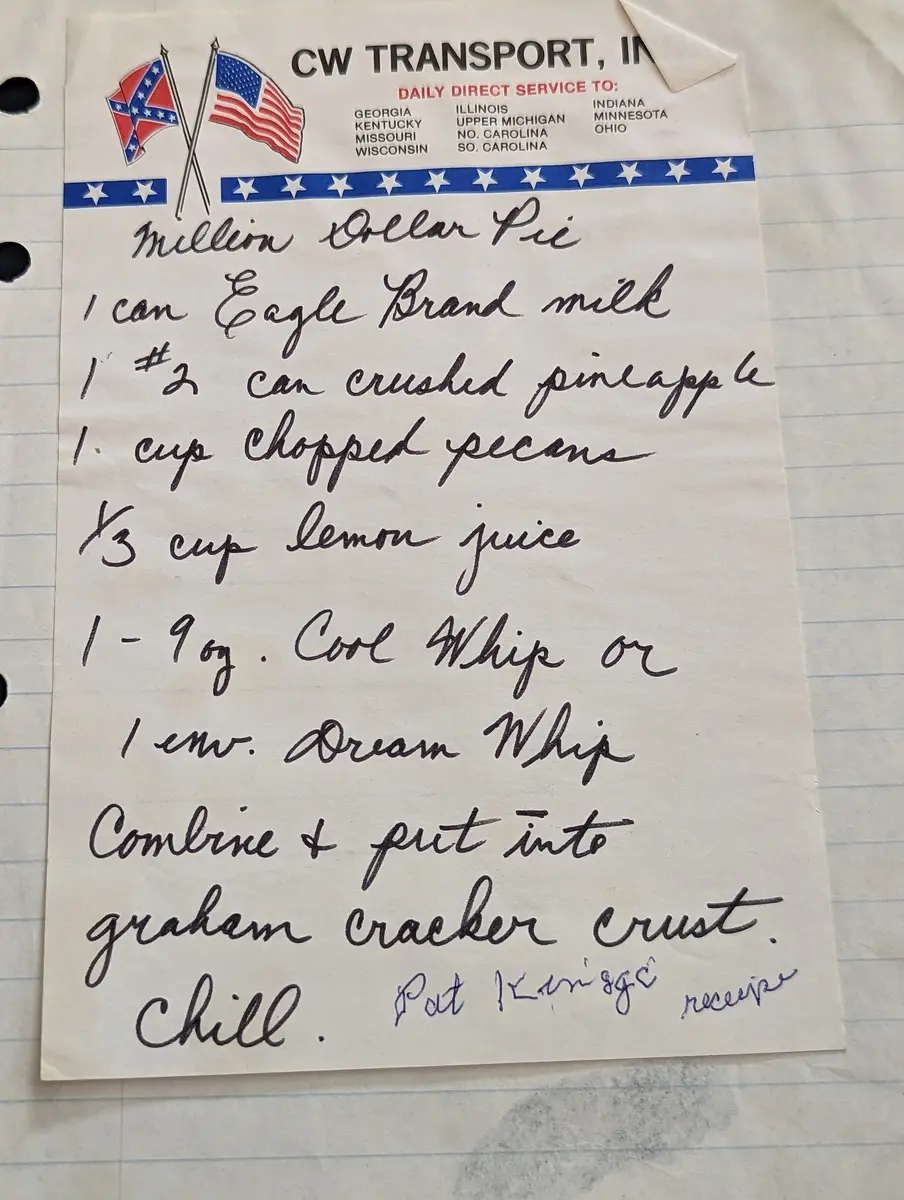 CW TRANSPORT, IN
DAILY DIRECT SERVICE TO:
GEORGIA ILLINOIS INDIANA
KENTUCKY UPPER MICHIGAN MINNESOTA
MISSOURI NO. CAROLINA OHIO
WISCONSIN SO. CAROLINA
Million Dollar Pie
1 can Eagle Brand milk
1 #2 can crushed pineapple
1 cup chopped pecans
1/3 cup lemon juice
1 - 9 oz. Cool Whip or
1 env. Dream Whip
Combine & put into
graham cracker crust.
Chill. Pat